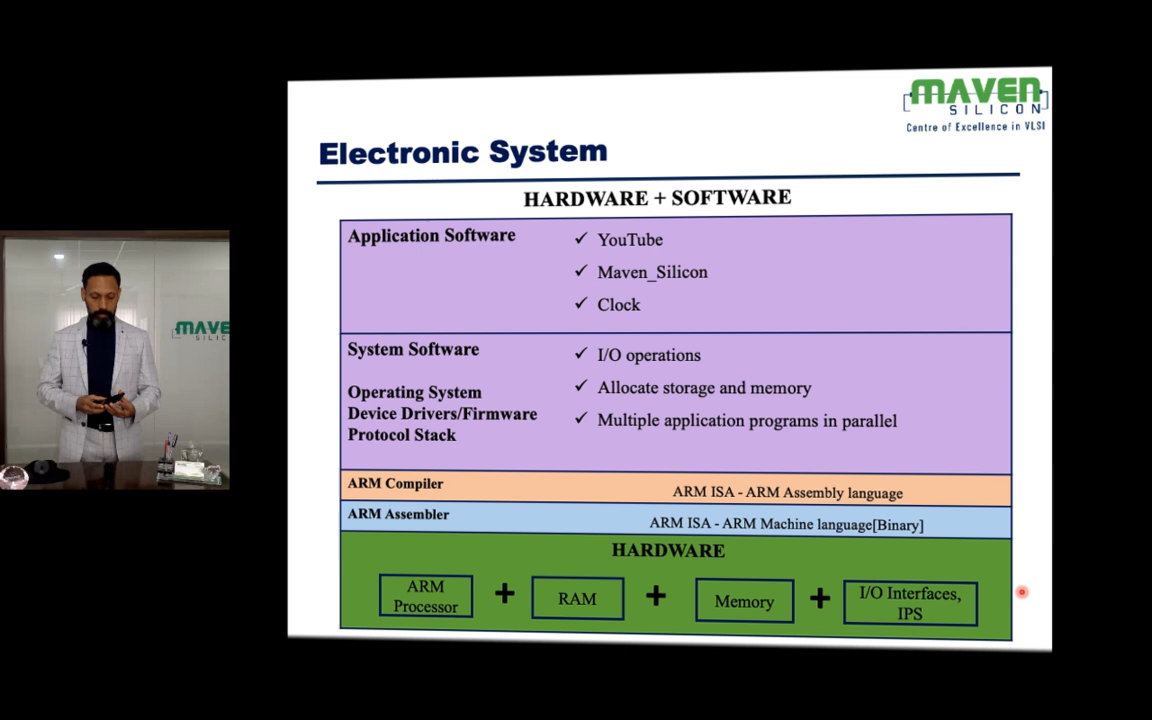 MAVEN
SILICON
Centre of Excellence in VLSI
Electronic System
HARDWARE + SOFTWARE
Application Software
✓ YouTube
✓ Maven_Silicon
✓ Clock
System Software
Operating System
Device Drivers/Firmware
Protocol Stack
✓ I/O operations
✓ Allocate storage and memory
✓ Multiple application programs in parallel
ARM Compiler
ARM ISA - ARM Assembly language
ARM Assembler
ARM ISA - ARM Machine language[Binary]
HARDWARE
ARM
Processor
+
RAM
+
Memory
+
I/O Interfaces,
IPS
MAVE
SILIC